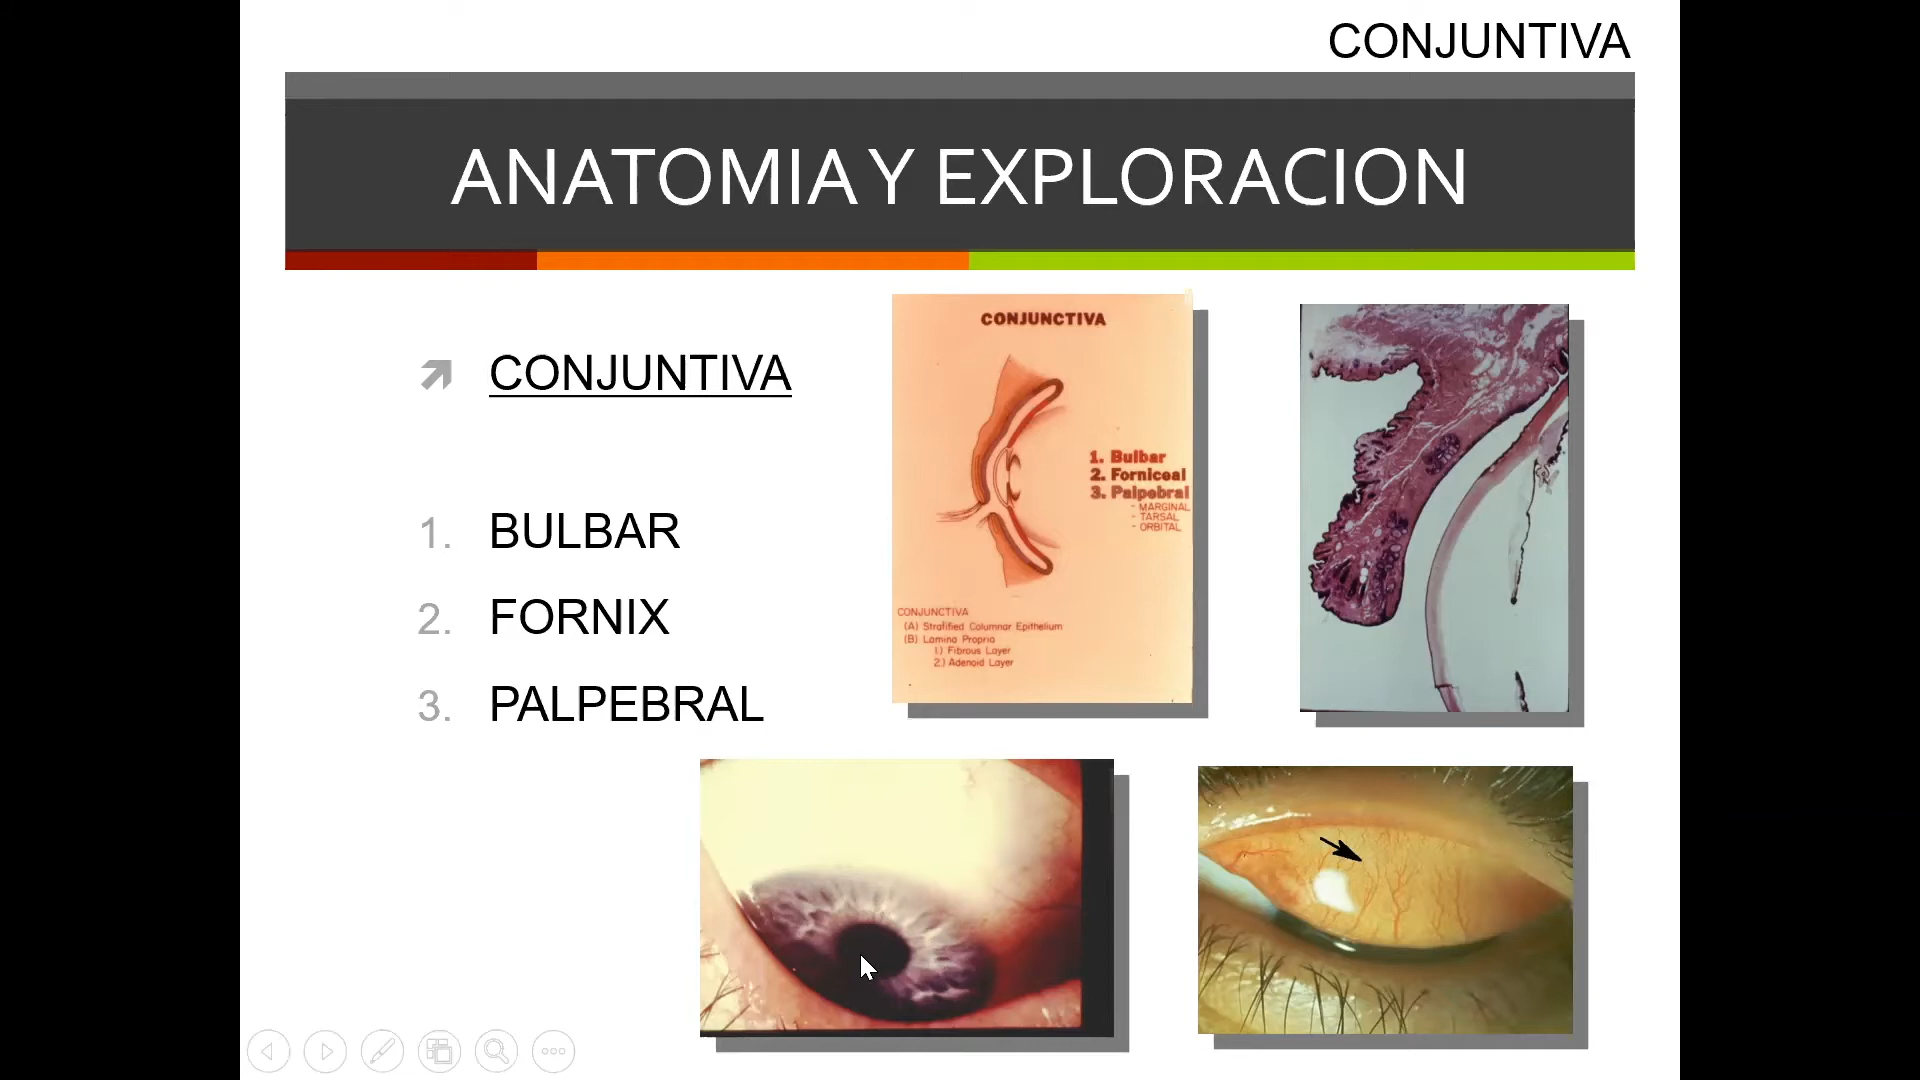 CONJUNTIVA
ANATOMIA Y EXPLORACION
CONJUNTIVA
1. BULBAR
2. FORNIX
3. PALPEBRAL
CONJUNCTIVA
1. Bulbar
2. Forniceal
3. Palpebral
- MARGINAL
- TARSAL
- ORBITAL
CONJUNCTIVA
(A) Stratified Columnar Epithelium
(B) Lamina Propria
1.) Fibrous Layer
2.) Adenoid Layer